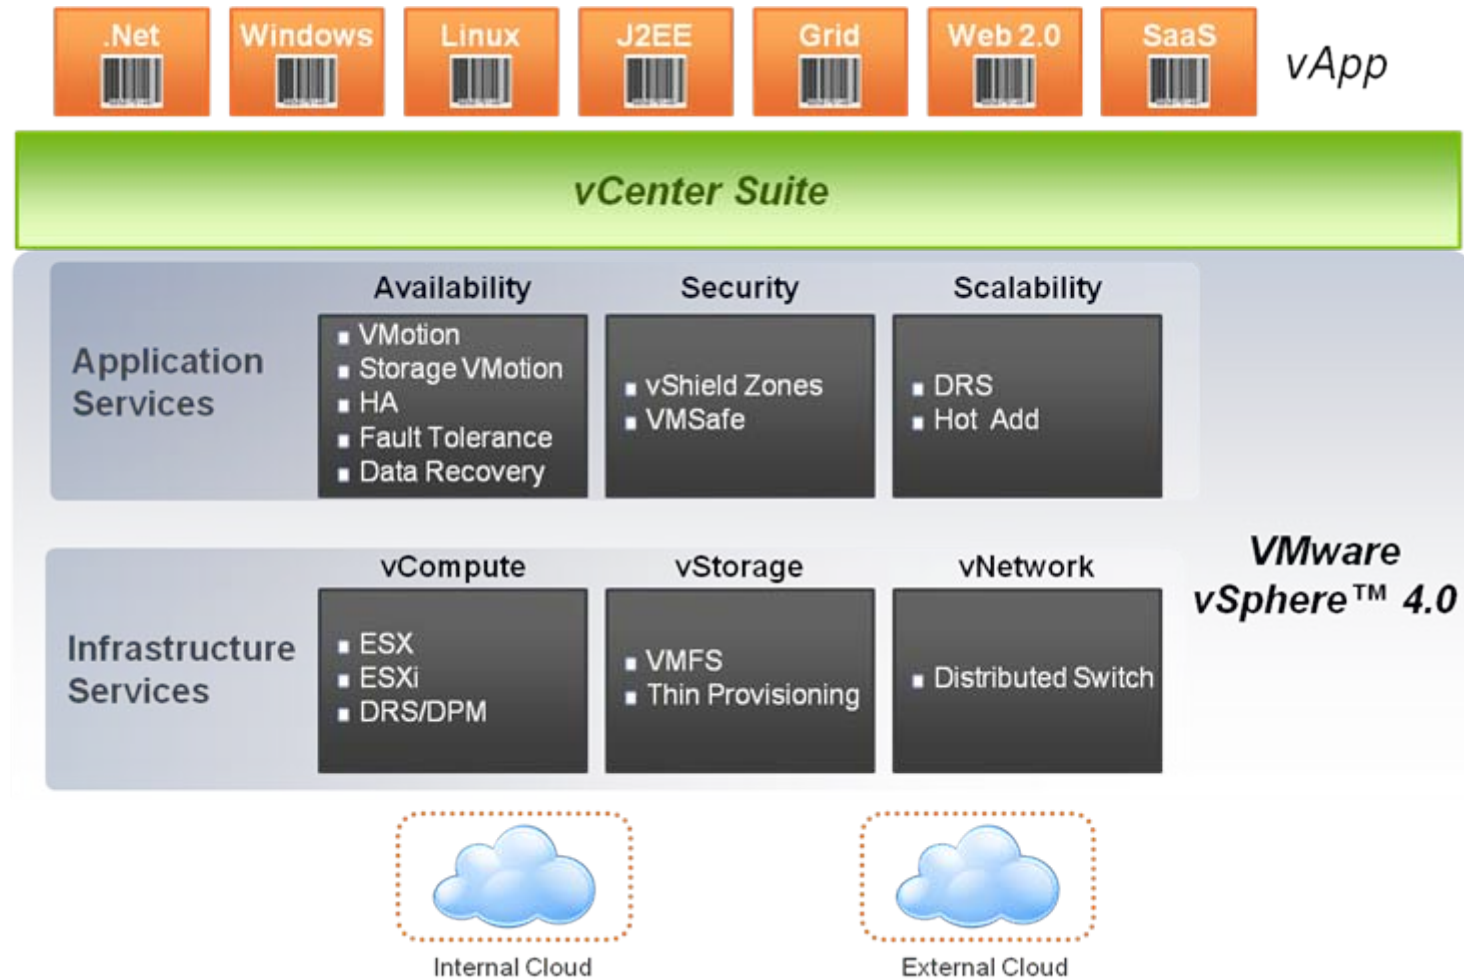 .Net
Windows
Linux
J2EE
Grid
Web 2.0
SaaS
vApp
vCenter Suite
Application
Services
Availability
VMotion
Storage VMotion
HA
Fault Tolerance
Data Recovery
Security
vShield Zones
VMSafe
Scalability
DRS
Hot Add
VMware
vSphere™ 4.0
Infrastructure
Services
vCompute
ESX
ESXi
DRS/DPM
vStorage
VMFS
Thin Provisioning
vNetwork
Distributed Switch
Internal Cloud
External Cloud